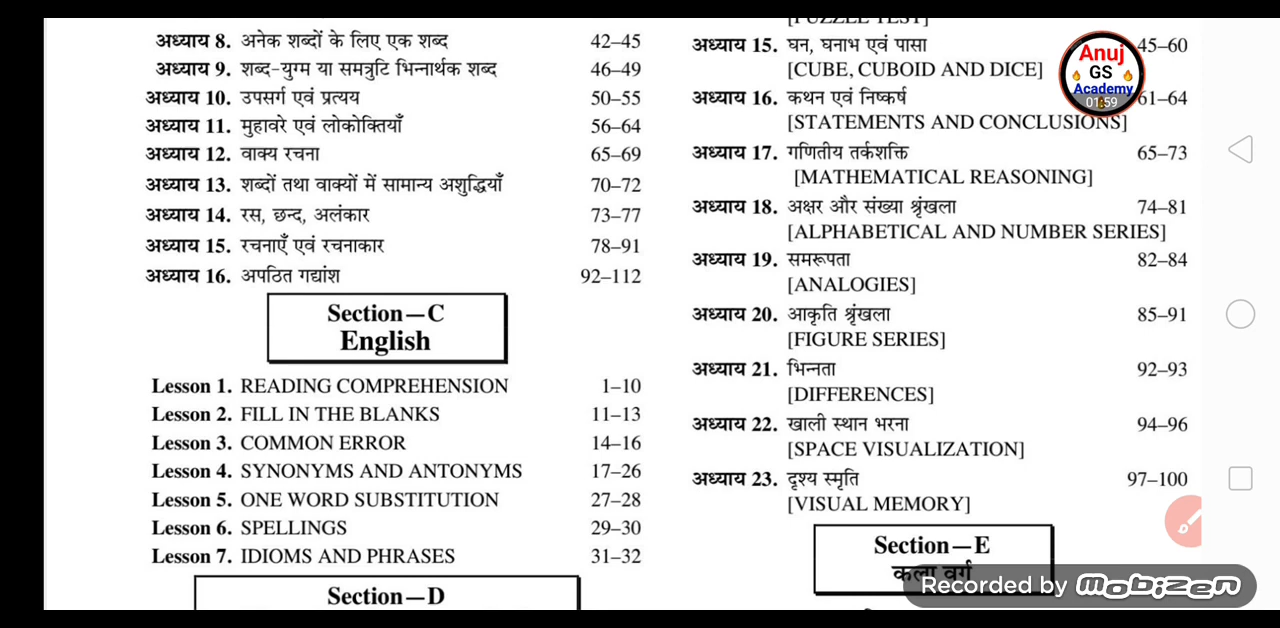 अध्याय 8. अनेक शब्दों के लिए एक शब्द 42–45
अध्याय 9. शब्द-युग्म या समत्रुटि भिन्नार्थक शब्द 46–49
अध्याय 10. उपसर्ग एवं प्रत्यय 50–55
अध्याय 11. मुहावरे एवं लोकोक्तियाँ 56–64
अध्याय 12. वाक्य रचना 65–69
अध्याय 13. शब्दों तथा वाक्यों में सामान्य अशुद्धियाँ 70–72
अध्याय 14. रस, छन्द, अलंकार 73–77
अध्याय 15. रचनाएँ एवं रचनाकार 78–91
अध्याय 16. अपठित गद्यांश 92–112
Section—C
English
Lesson 1. READING COMPREHENSION 1–10
Lesson 2. FILL IN THE BLANKS 11–13
Lesson 3. COMMON ERROR 14–16
Lesson 4. SYNONYMS AND ANTONYMS 17–26
Lesson 5. ONE WORD SUBSTITUTION 27–28
Lesson 6. SPELLINGS 29–30
Lesson 7. IDIOMS AND PHRASES 31–32
Section—D
[PUZZLE TEST]
अध्याय 15. घन, घनाभ एवं पासा 45–60
[CUBE, CUBOID AND DICE]
अध्याय 16. कथन एवं निष्कर्ष 61–64
[STATEMENTS AND CONCLUSIONS]
अध्याय 17. गणितीय तर्कशक्ति 65–73
[MATHEMATICAL REASONING]
अध्याय 18. अक्षर और संख्या श्रृंखला 74–81
[ALPHABETICAL AND NUMBER SERIES]
अध्याय 19. समरूपता 82–84
[ANALOGIES]
अध्याय 20. आकृति श्रृंखला 85–91
[FIGURE SERIES]
अध्याय 21. भिन्नता 92–93
[DIFFERENCES]
अध्याय 22. खाली स्थान भरना 94–96
[SPACE VISUALIZATION]
अध्याय 23. दृश्य स्मृति 97–100
[VISUAL MEMORY]
Section—E
कला वर्ग
Anuj
GS
Academy
01:59
Recorded by mobizen